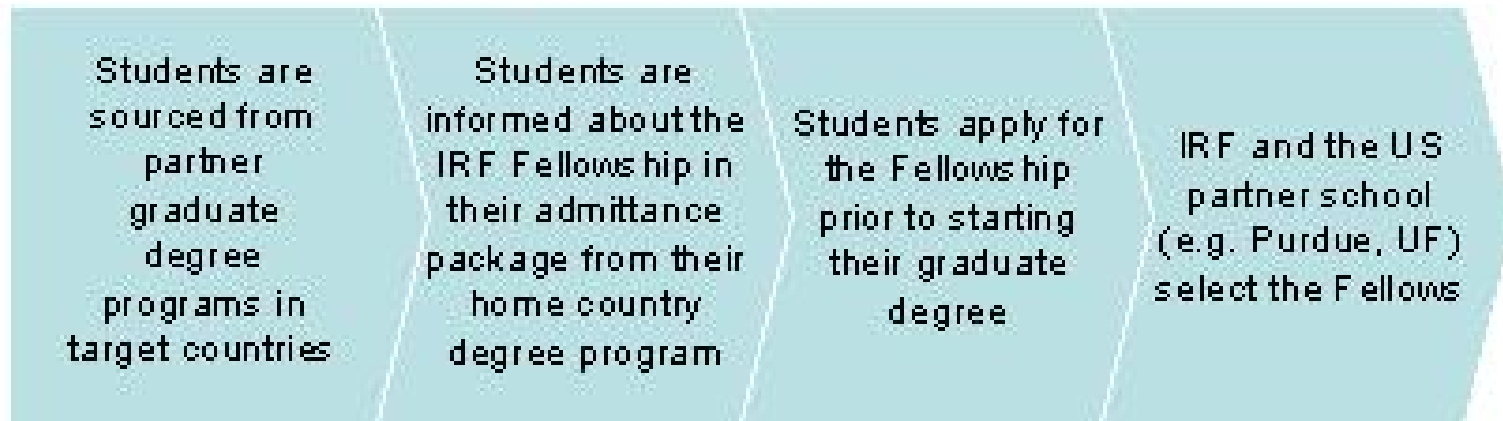 Students are
sourced from
partner
graduate
degree
programs in
target countries
Students are
informed about the
IRF Fellowship in
their admittance
package from their
home country
degree program
Students apply for
the Fellowship
prior to starting
their graduate
degree
IRF and the US
partner school
(e.g. Purdue, UF)
select the Fellows